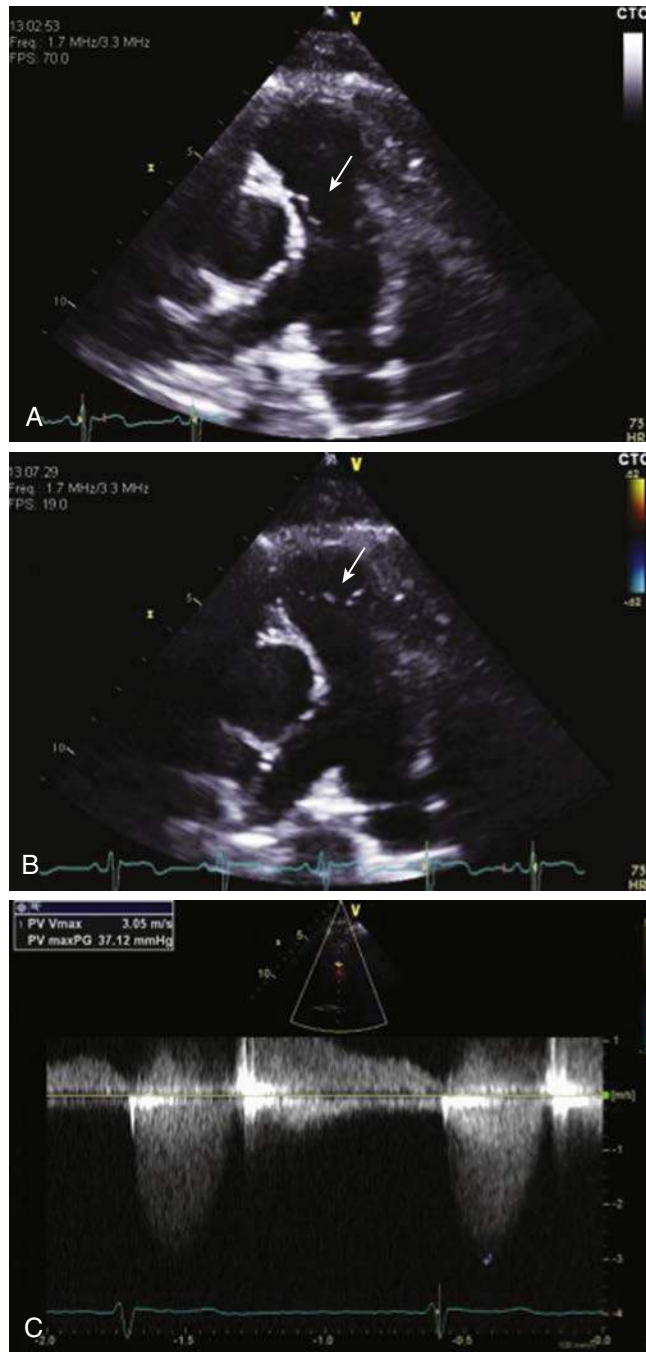 V
13:02:53
Freq.: 1.7 MHz/3.3 MHz
FPS: 70.0
CTC
5
x
10
A
75
HR
V
13:07:29
Freq.: 1.7 MHz/3.3 MHz
FPS: 19.0
CTC
.62
-.62
5
x
10
B
75
HR
1 PV Vmax 3.05 m/s
PV maxPG 37.12 mmHg
V
5
x
10
1
[m/s]
-1
-2
-3
-4
C
-2.0
-1.5
-1.0
-0.5
-0.0